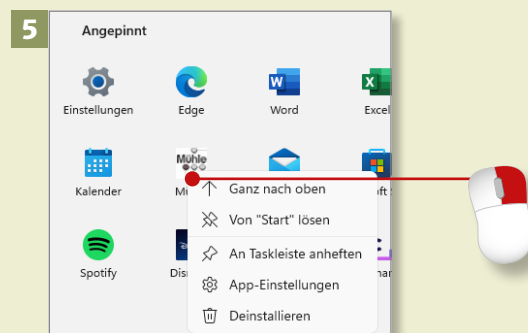 5
Angepinnt
Einstellungen Edge Word Excel
Mühle
Kalender
Ganz nach oben
Von "Start" lösen
An Taskleiste anheften
Spotify
App-Einstellungen
Deinstallieren